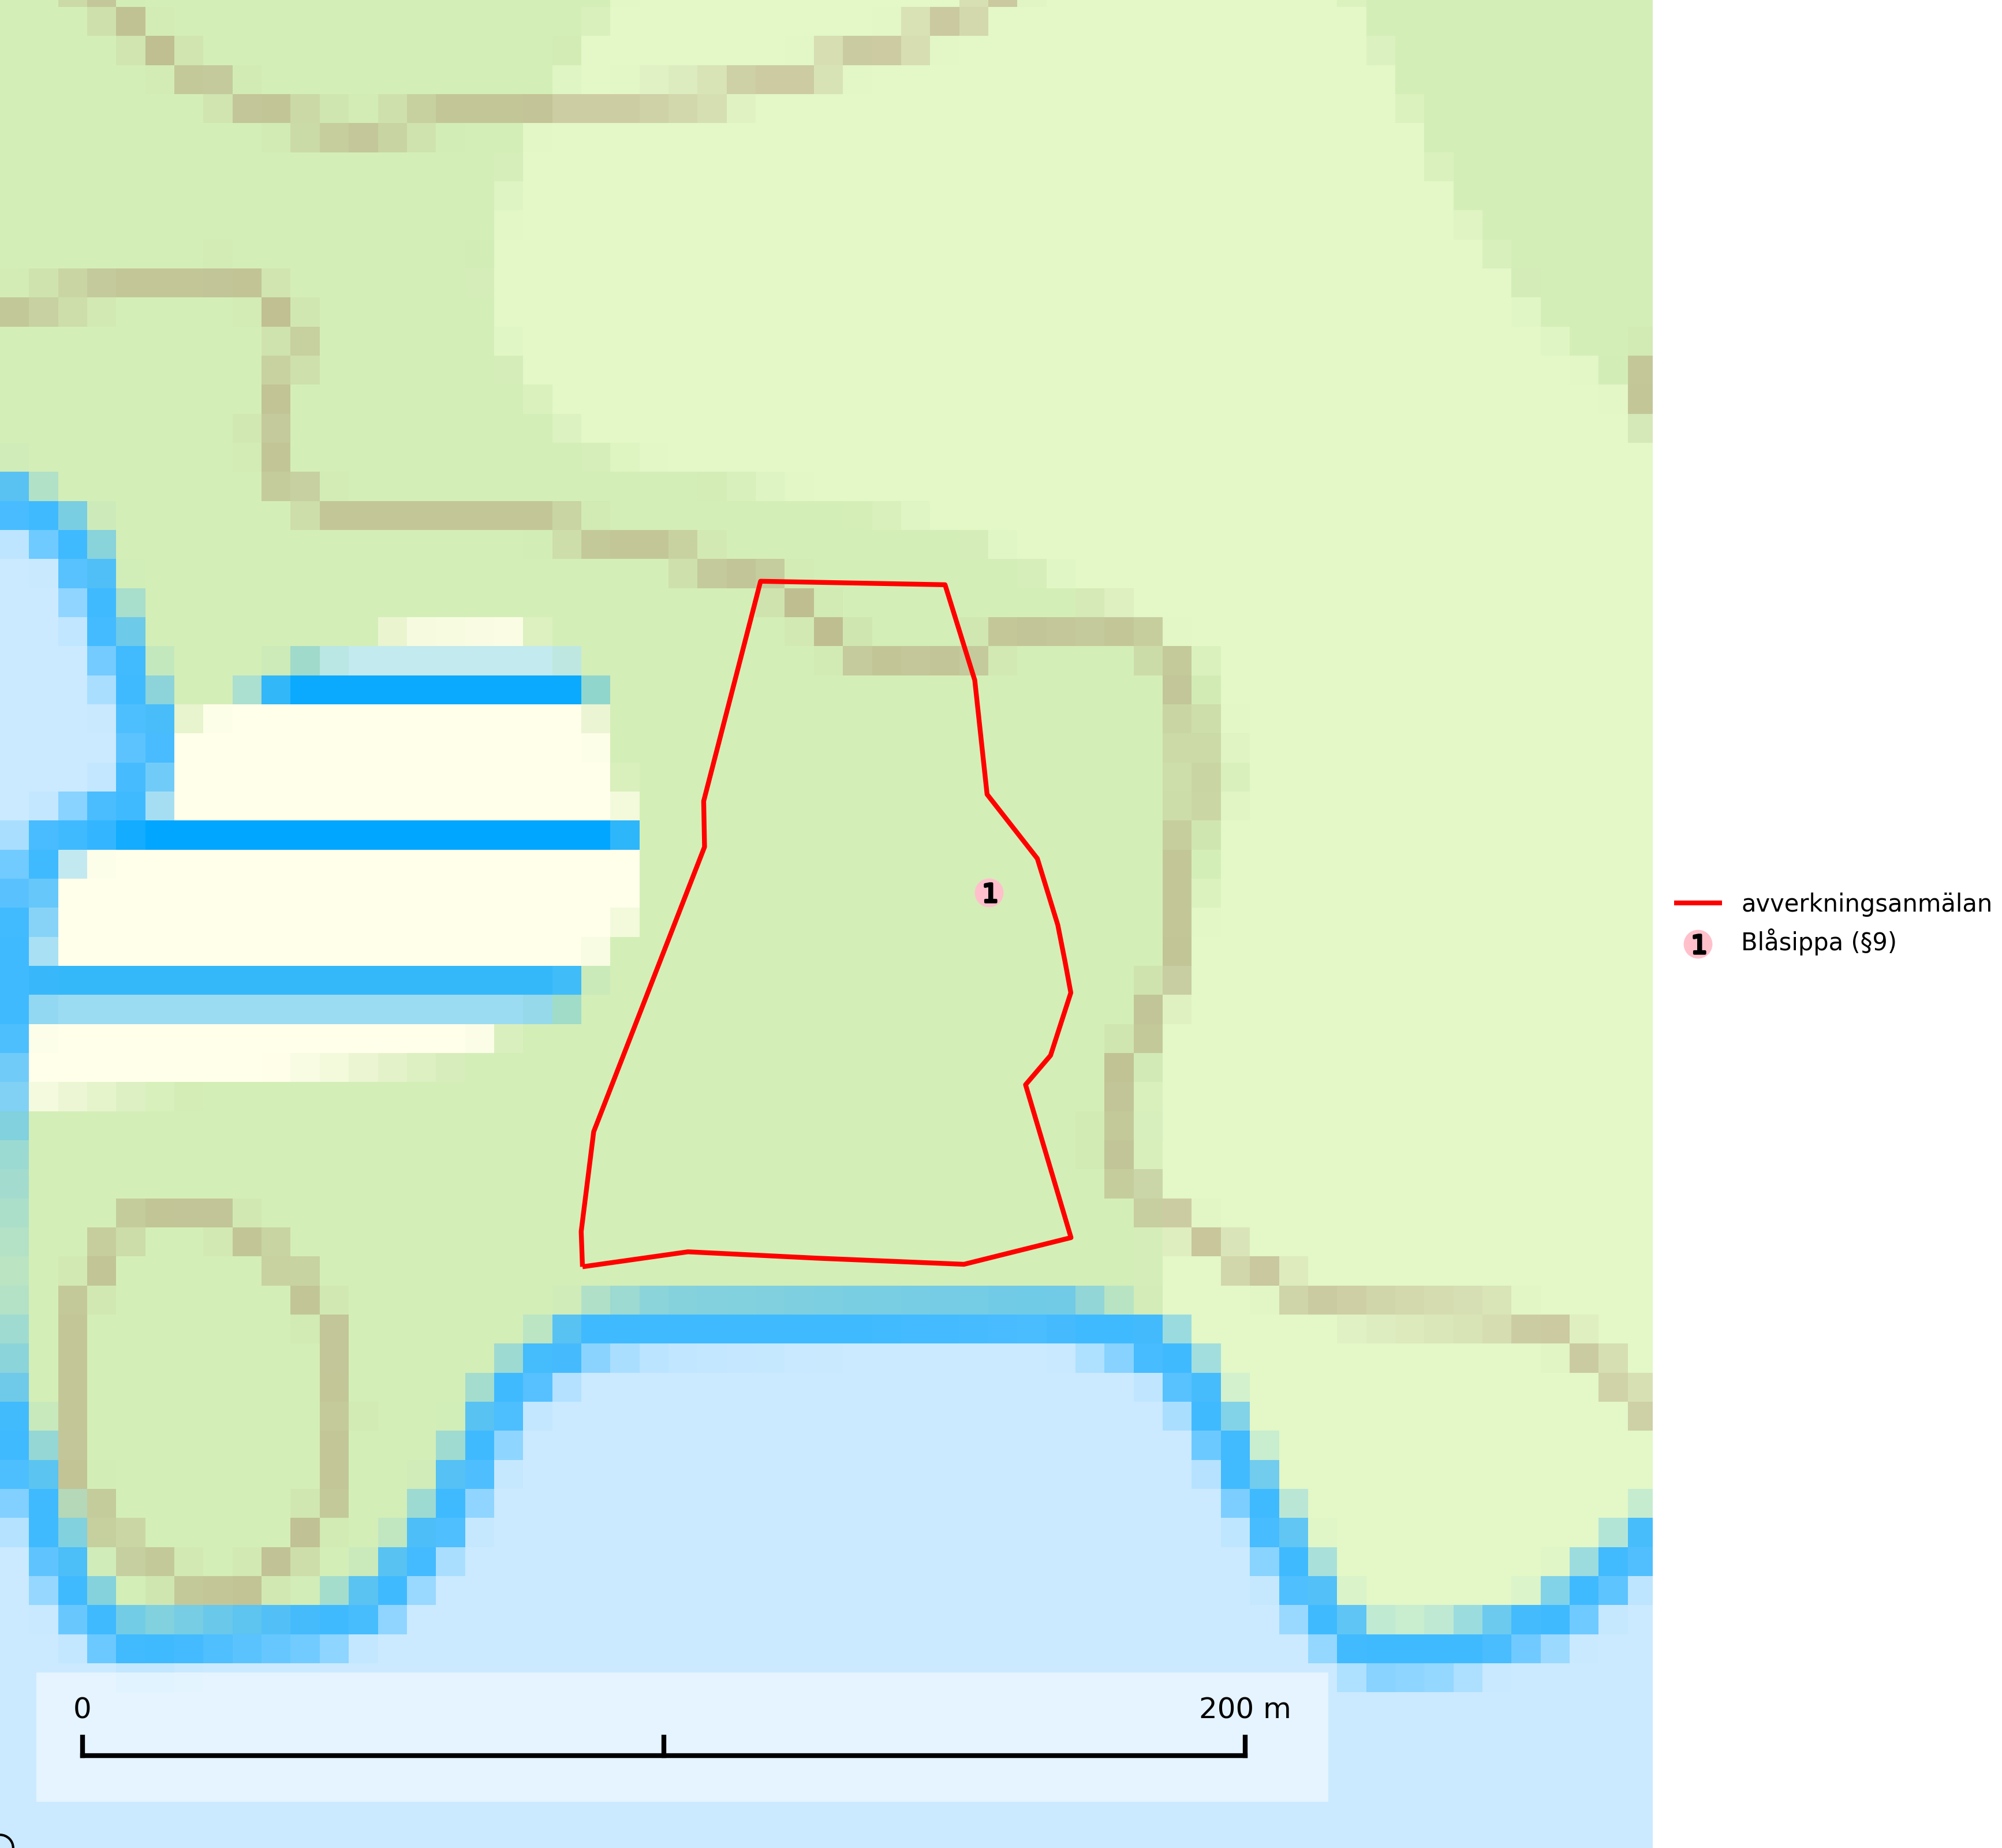 1
avverkningsanmälan
1 Blåsippa (§9)
0 200 m